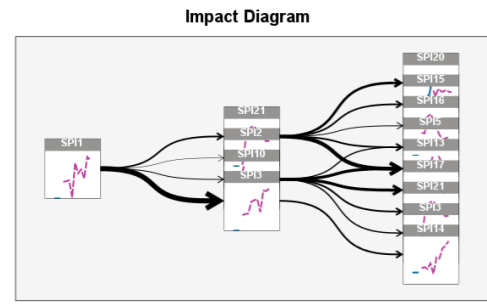 Impact Diagram
SPI1
SPI21
SPI2
SPI10
SPI3
SPI20
SPI15
SPI16
SPI5
SPI13
SPI17
SPI21
SPI3
SPI14